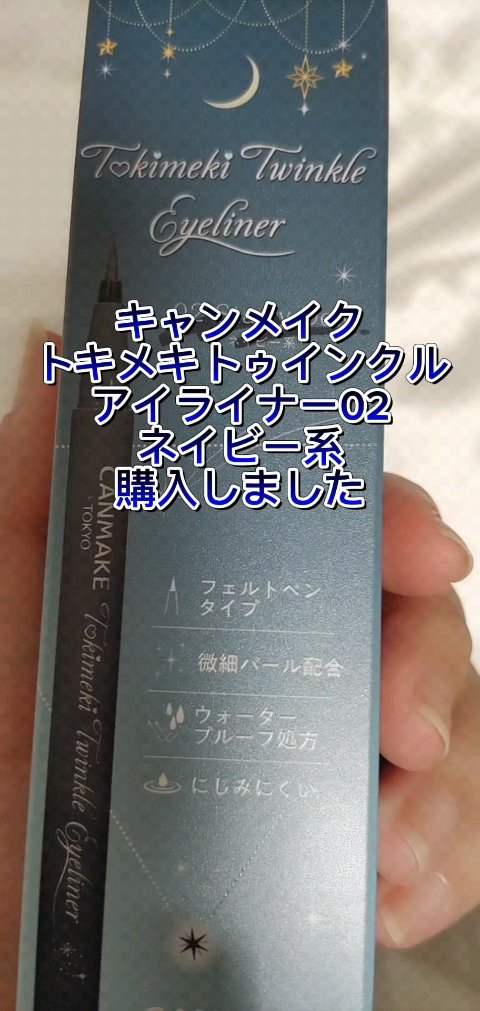 Tokimeki Twinkle
Eyeliner
キャンメイク
トキメキトゥインクル
アイライナー02
ネイビー系
購入しました
CANMAKE
TOKYO
Tokimeki Twinkle Eyeliner
フェルトペン
タイプ
微細パール配合
ウォーター
プルーフ処方
にじみにくい